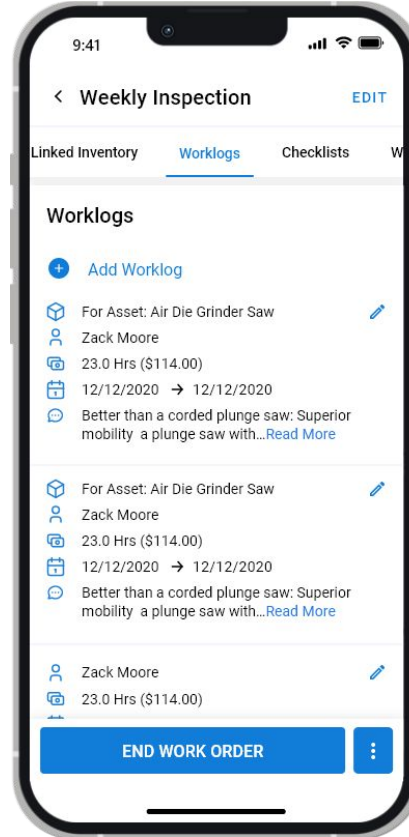 9:41
Weekly Inspection EDIT
Linked Inventory Worklogs Checklists W
Worklogs
Add Worklog
For Asset: Air Die Grinder Saw
Zack Moore
23.0 Hrs ($114.00)
12/12/2020 → 12/12/2020
Better than a corded plunge saw: Superior
mobility a plunge saw with...Read More
For Asset: Air Die Grinder Saw
Zack Moore
23.0 Hrs ($114.00)
12/12/2020 → 12/12/2020
Better than a corded plunge saw: Superior
mobility a plunge saw with...Read More
Zack Moore
23.0 Hrs ($114.00)
END WORK ORDER